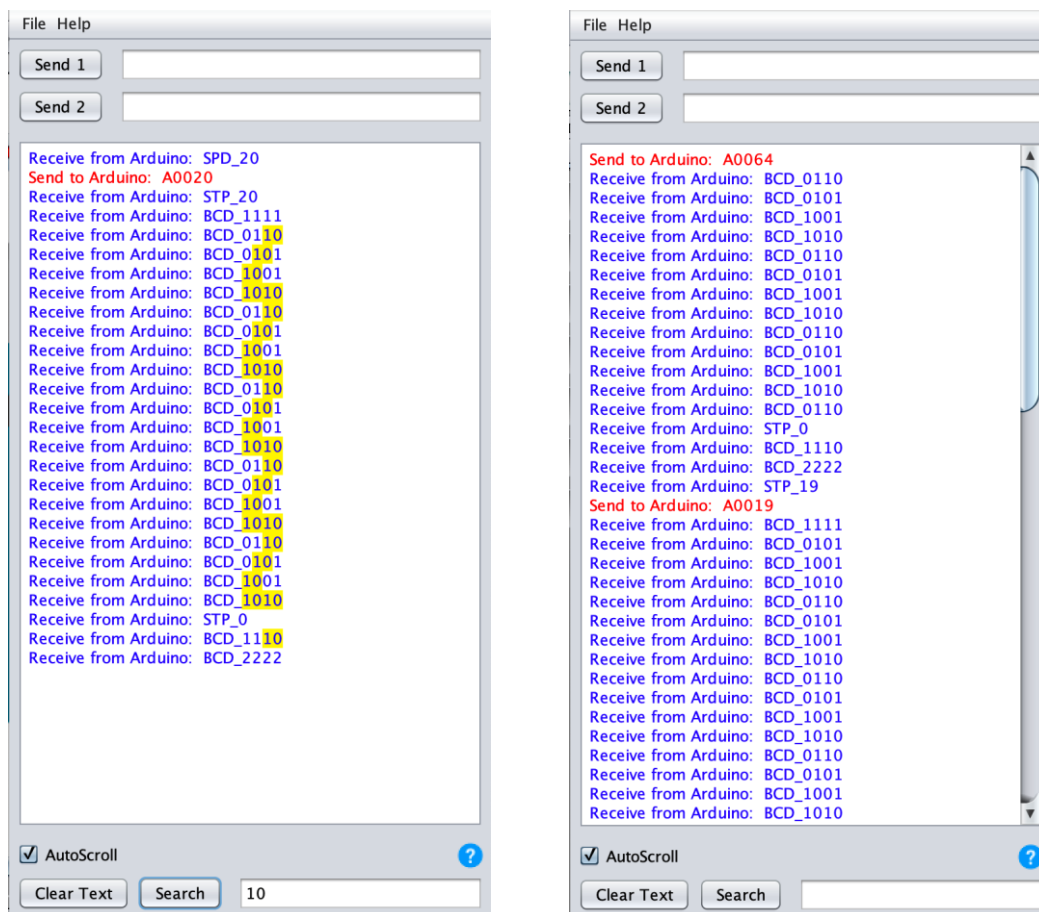 File Help
Send 1
Send 2
Receive from Arduino: SPD_20
Send to Arduino: A0020
Receive from Arduino: STP_20
Receive from Arduino: BCD_1111
Receive from Arduino: BCD_0110
Receive from Arduino: BCD_0101
Receive from Arduino: BCD_1001
Receive from Arduino: BCD_1010
Receive from Arduino: BCD_0110
Receive from Arduino: BCD_0101
Receive from Arduino: BCD_1001
Receive from Arduino: BCD_1010
Receive from Arduino: BCD_0110
Receive from Arduino: BCD_0101
Receive from Arduino: BCD_1001
Receive from Arduino: BCD_1010
Receive from Arduino: BCD_0110
Receive from Arduino: BCD_0101
Receive from Arduino: BCD_1001
Receive from Arduino: BCD_1010
Receive from Arduino: BCD_0110
Receive from Arduino: BCD_0101
Receive from Arduino: BCD_1001
Receive from Arduino: BCD_1010
Receive from Arduino: STP_0
Receive from Arduino: BCD_1110
Receive from Arduino: BCD_2222
AutoScroll ?
Clear Text Search 10
File Help
Send 1
Send 2
Send to Arduino: A0064
Receive from Arduino: BCD_0110
Receive from Arduino: BCD_0101
Receive from Arduino: BCD_1001
Receive from Arduino: BCD_1010
Receive from Arduino: BCD_0110
Receive from Arduino: BCD_0101
Receive from Arduino: BCD_1001
Receive from Arduino: BCD_1010
Receive from Arduino: BCD_0110
Receive from Arduino: BCD_0101
Receive from Arduino: BCD_1001
Receive from Arduino: BCD_1010
Receive from Arduino: BCD_0110
Receive from Arduino: STP_0
Receive from Arduino: BCD_1110
Receive from Arduino: BCD_2222
Receive from Arduino: STP_19
Send to Arduino: A0019
Receive from Arduino: BCD_1111
Receive from Arduino: BCD_0101
Receive from Arduino: BCD_1001
Receive from Arduino: BCD_1010
Receive from Arduino: BCD_0110
Receive from Arduino: BCD_0101
Receive from Arduino: BCD_1001
Receive from Arduino: BCD_1010
Receive from Arduino: BCD_0110
Receive from Arduino: BCD_0101
Receive from Arduino: BCD_1001
Receive from Arduino: BCD_1010
Receive from Arduino: BCD_0110
Receive from Arduino: BCD_0101
Receive from Arduino: BCD_1001
Receive from Arduino: BCD_1010
AutoScroll ?
Clear Text Search